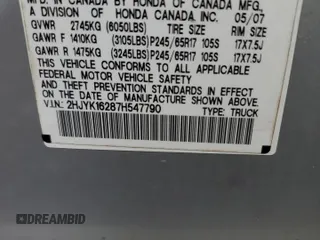 MFD. IN CANADA BY HONDA OF CANADA MFG.,
A DIVISION OF HONDA CANADA INC. 05/07
GVWR 2745KG (6050LBS) TIRE SIZE RIM SIZE
GAWR F 1410KG (3105LBS)P245/65R17 105S 17X7.5J
GAWR R 1475KG (3245LBS)P245/65R17 105S 17X7.5J
THIS VEHICLE CONFORMS TO ALL APPLICABLE
FEDERAL MOTOR VEHICLE SAFETY AND THEFT
PREVENTION STANDARDS IN EFFECT ON THE DATE
OF MANUFACTURE SHOWN ABOVE.
V.I.N.: 2HJYK16287H547790 TYPE: TRUCK
DREAMBID